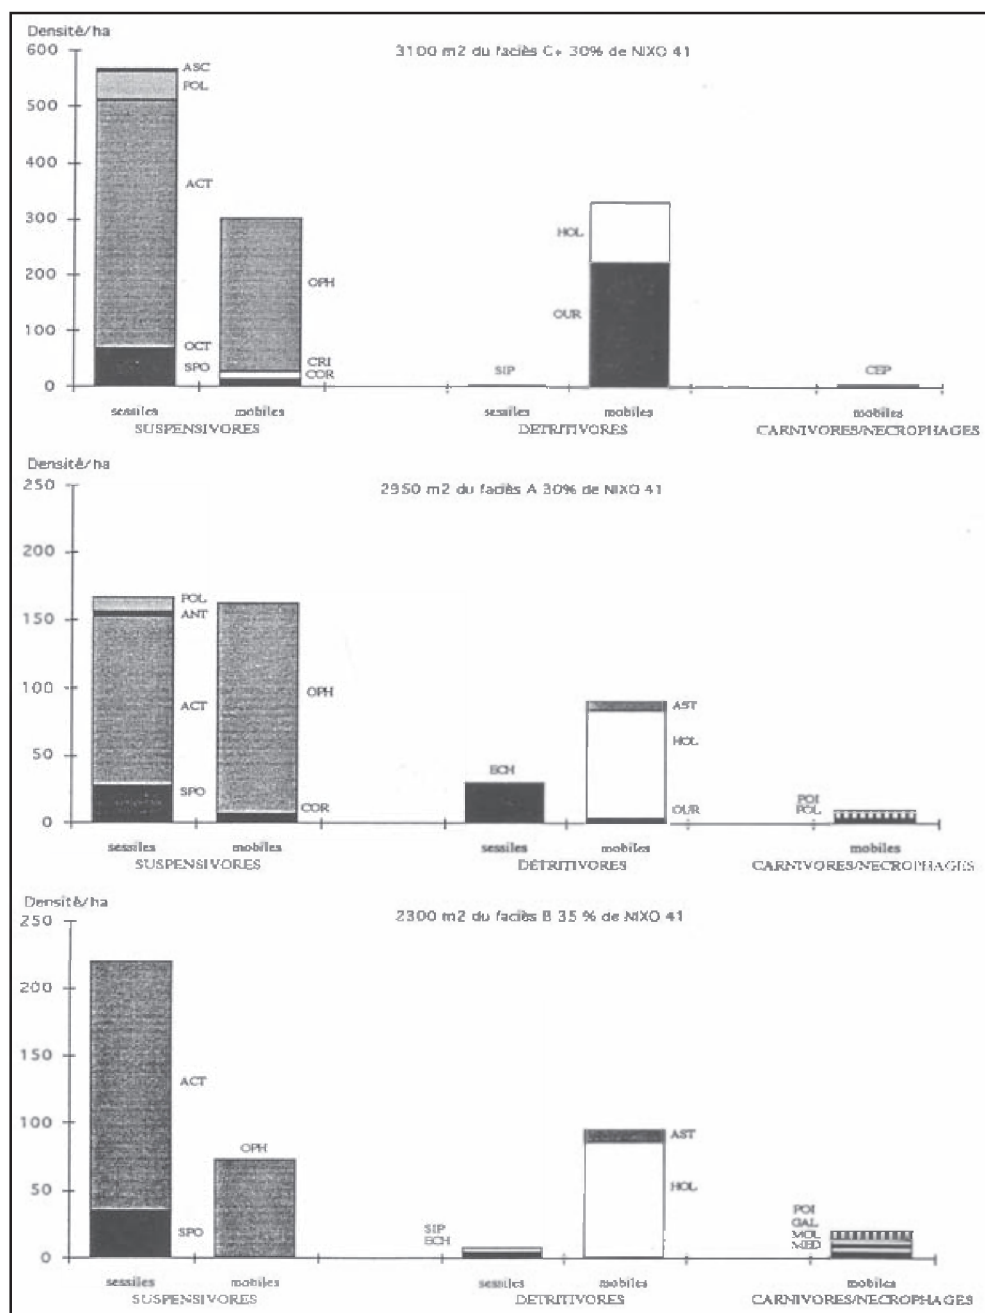 Densité/ha
3100 m2 du faciès C+ 30% de NIXO 41
600
500
400
300
200
100
0
ASC
POL
ACT
OCT
SPO
OPH
CRI
COR
SIP
HOL
OUR
CEP
sessiles mobiles sessiles mobiles mobiles
SUSPENSIVORES DETRITIVORES CARNIVORES/NECROPHAGES
Densité/ha
2950 m2 du faciès A 30% de NIXO 41
250
200
150
100
50
0
POL
ANT
ACT
SPO
OPH
COR
ECH
AST
HOL
OUR
POI
POL
sessiles mobiles sessiles mobiles mobiles
SUSPENSIVORES DÉTRITIVORES CARNIVORES/NECROPHAGES
Densité/ha
2300 m2 du faciès B 35 % de NIXO 41
250
200
150
100
50
0
ACT
SPO
OPH
SIP
ECH
AST
HOL
POI
GAL
MOL
MED
sessiles mobiles sessiles mobiles mobiles
SUSPENSIVORES DÉTRITIVORES CARNIVORES/NECROPHAGES